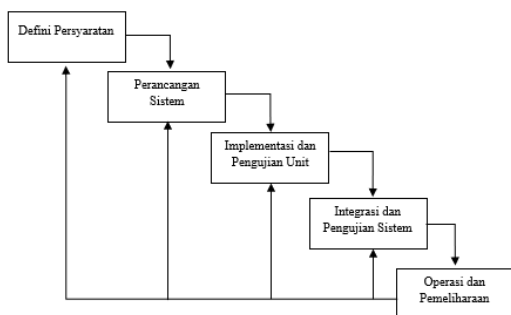 Defini Persyaratan
Perancangan
Sistem
Implementasi dan
Pengujian Unit
Integrasi dan
Pengujian Sistem
Operasi dan
Pemeliharaan